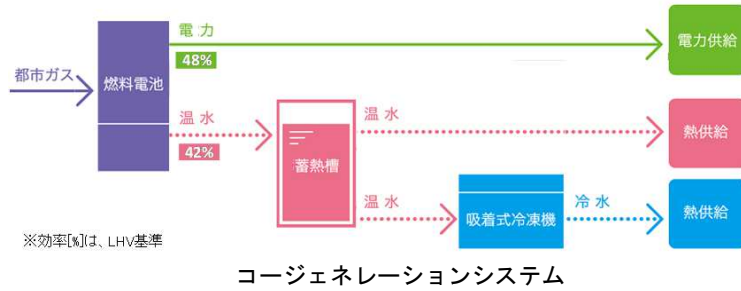 電力
48%
電力供給
都市ガス
燃料電池
温水
42%
蓄熱槽
温水
熱供給
温水
吸着式冷凍機
冷水
熱供給
※効率[%]は、LHV基準
コージェネレーションシステム